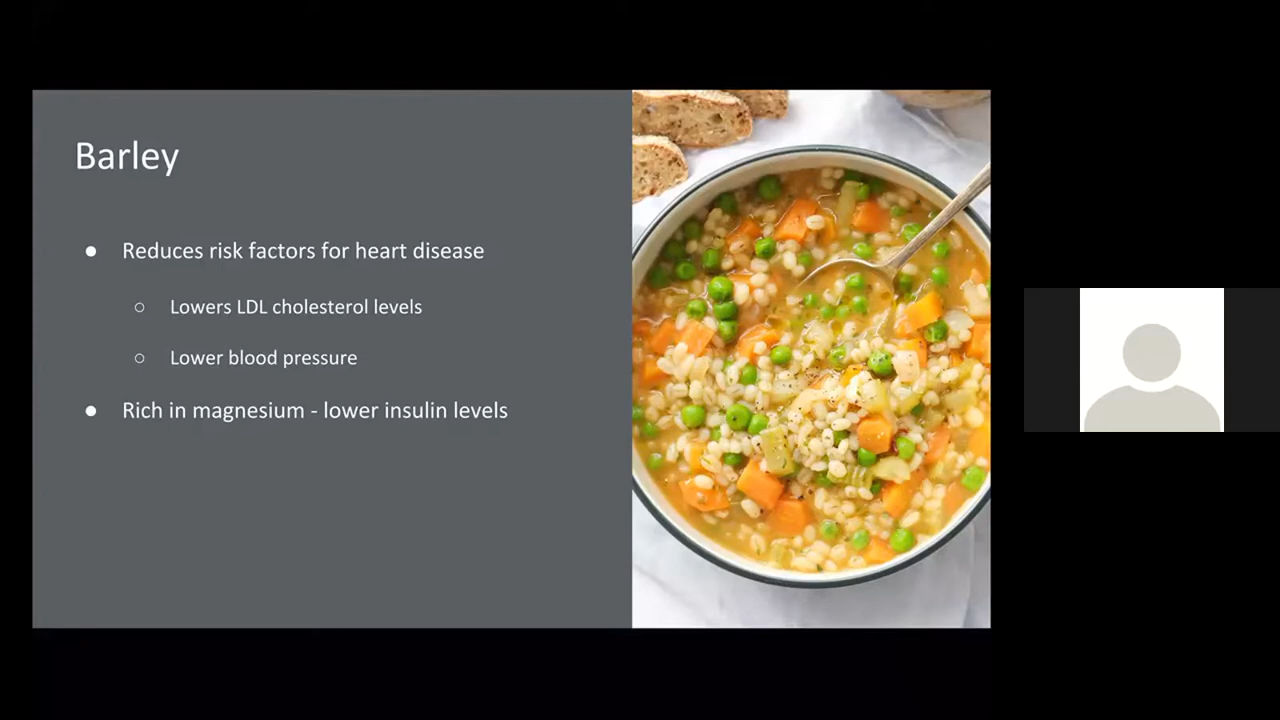 Barley
● Reduces risk factors for heart disease
○ Lowers LDL cholesterol levels
○ Lower blood pressure
● Rich in magnesium - lower insulin levels